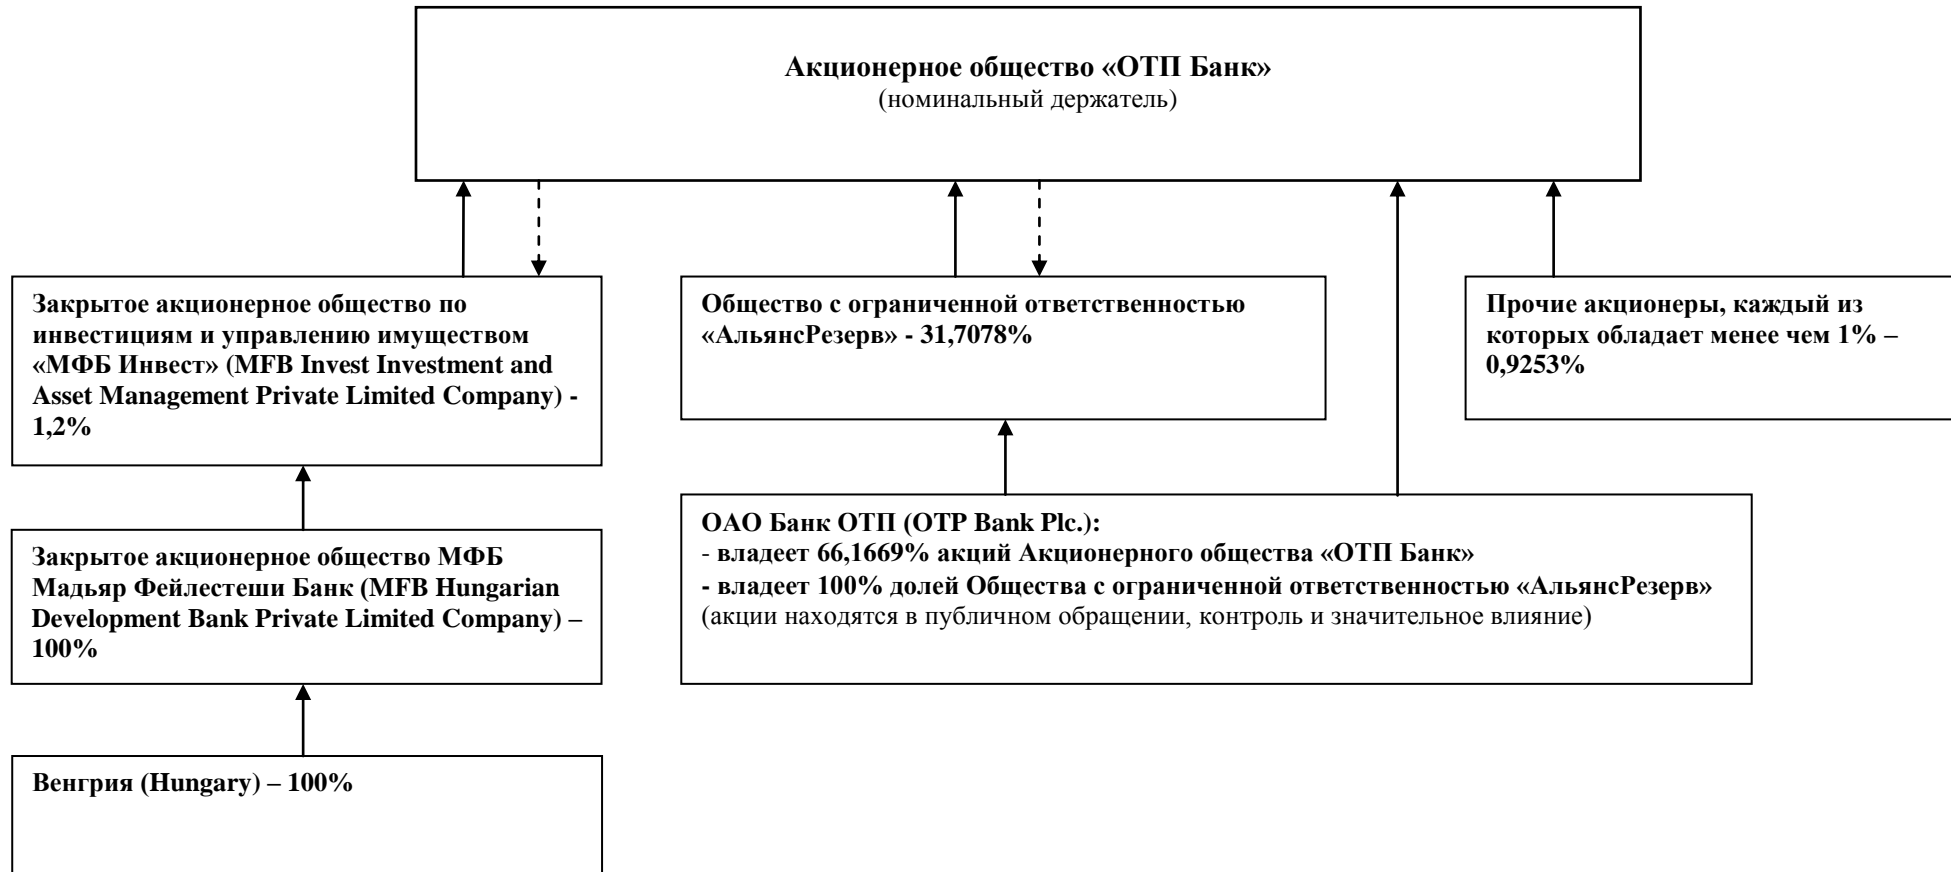 Акционерное общество «ОТП Банк»
(номинальный держатель)
Закрытое акционерное общество по
инвестициям и управлению имуществом
«МФБ Инвест» (MFB Invest Investment and
Asset Management Private Limited Company) -
1,2%
Общество с ограниченной ответственностью
«АльянсРезерв» - 31,7078%
Прочие акционеры, каждый из
которых обладает менее чем 1% –
0,9253%
Закрытое акционерное общество МФБ
Мадьяр Фейлестеши Банк (MFB Hungarian
Development Bank Private Limited Company) –
100%
ОАО Банк ОТП (OTP Bank Plc.):
- владеет 66,1669% акций Акционерного общества «ОТП Банк»
- владеет 100% долей Общества с ограниченной ответственностью «АльянсРезерв»
(акции находятся в публичном обращении, контроль и значительное влияние)
Венгрия (Hungary) – 100%